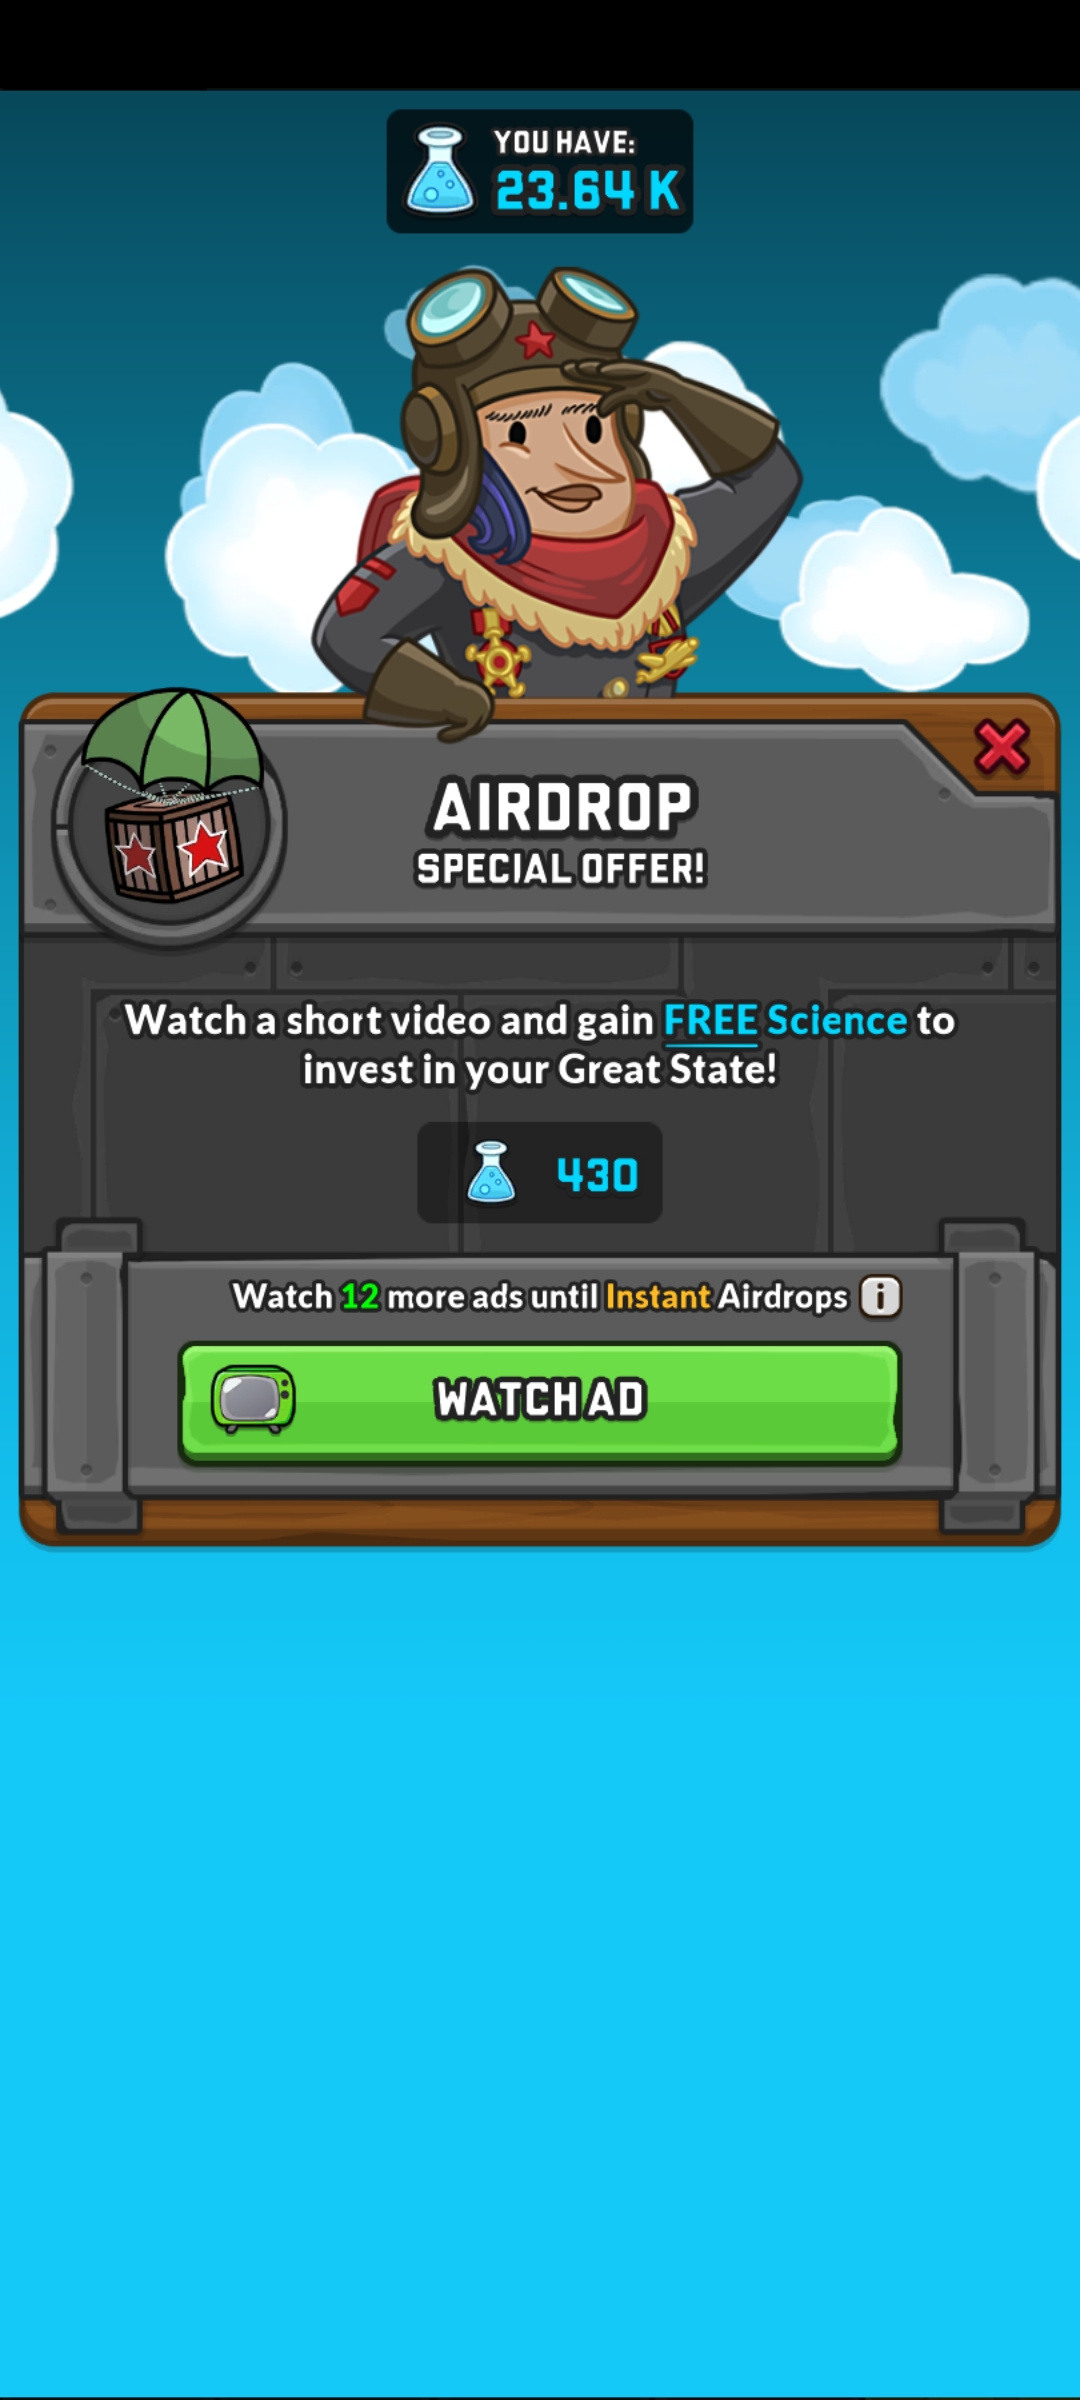 YOU HAVE:
23.64 K
AIRDROP
SPECIAL OFFER!
Watch a short video and gain FREE Science to
invest in your Great State!
430
Watch 12 more ads until Instant Airdrops i
WATCH AD